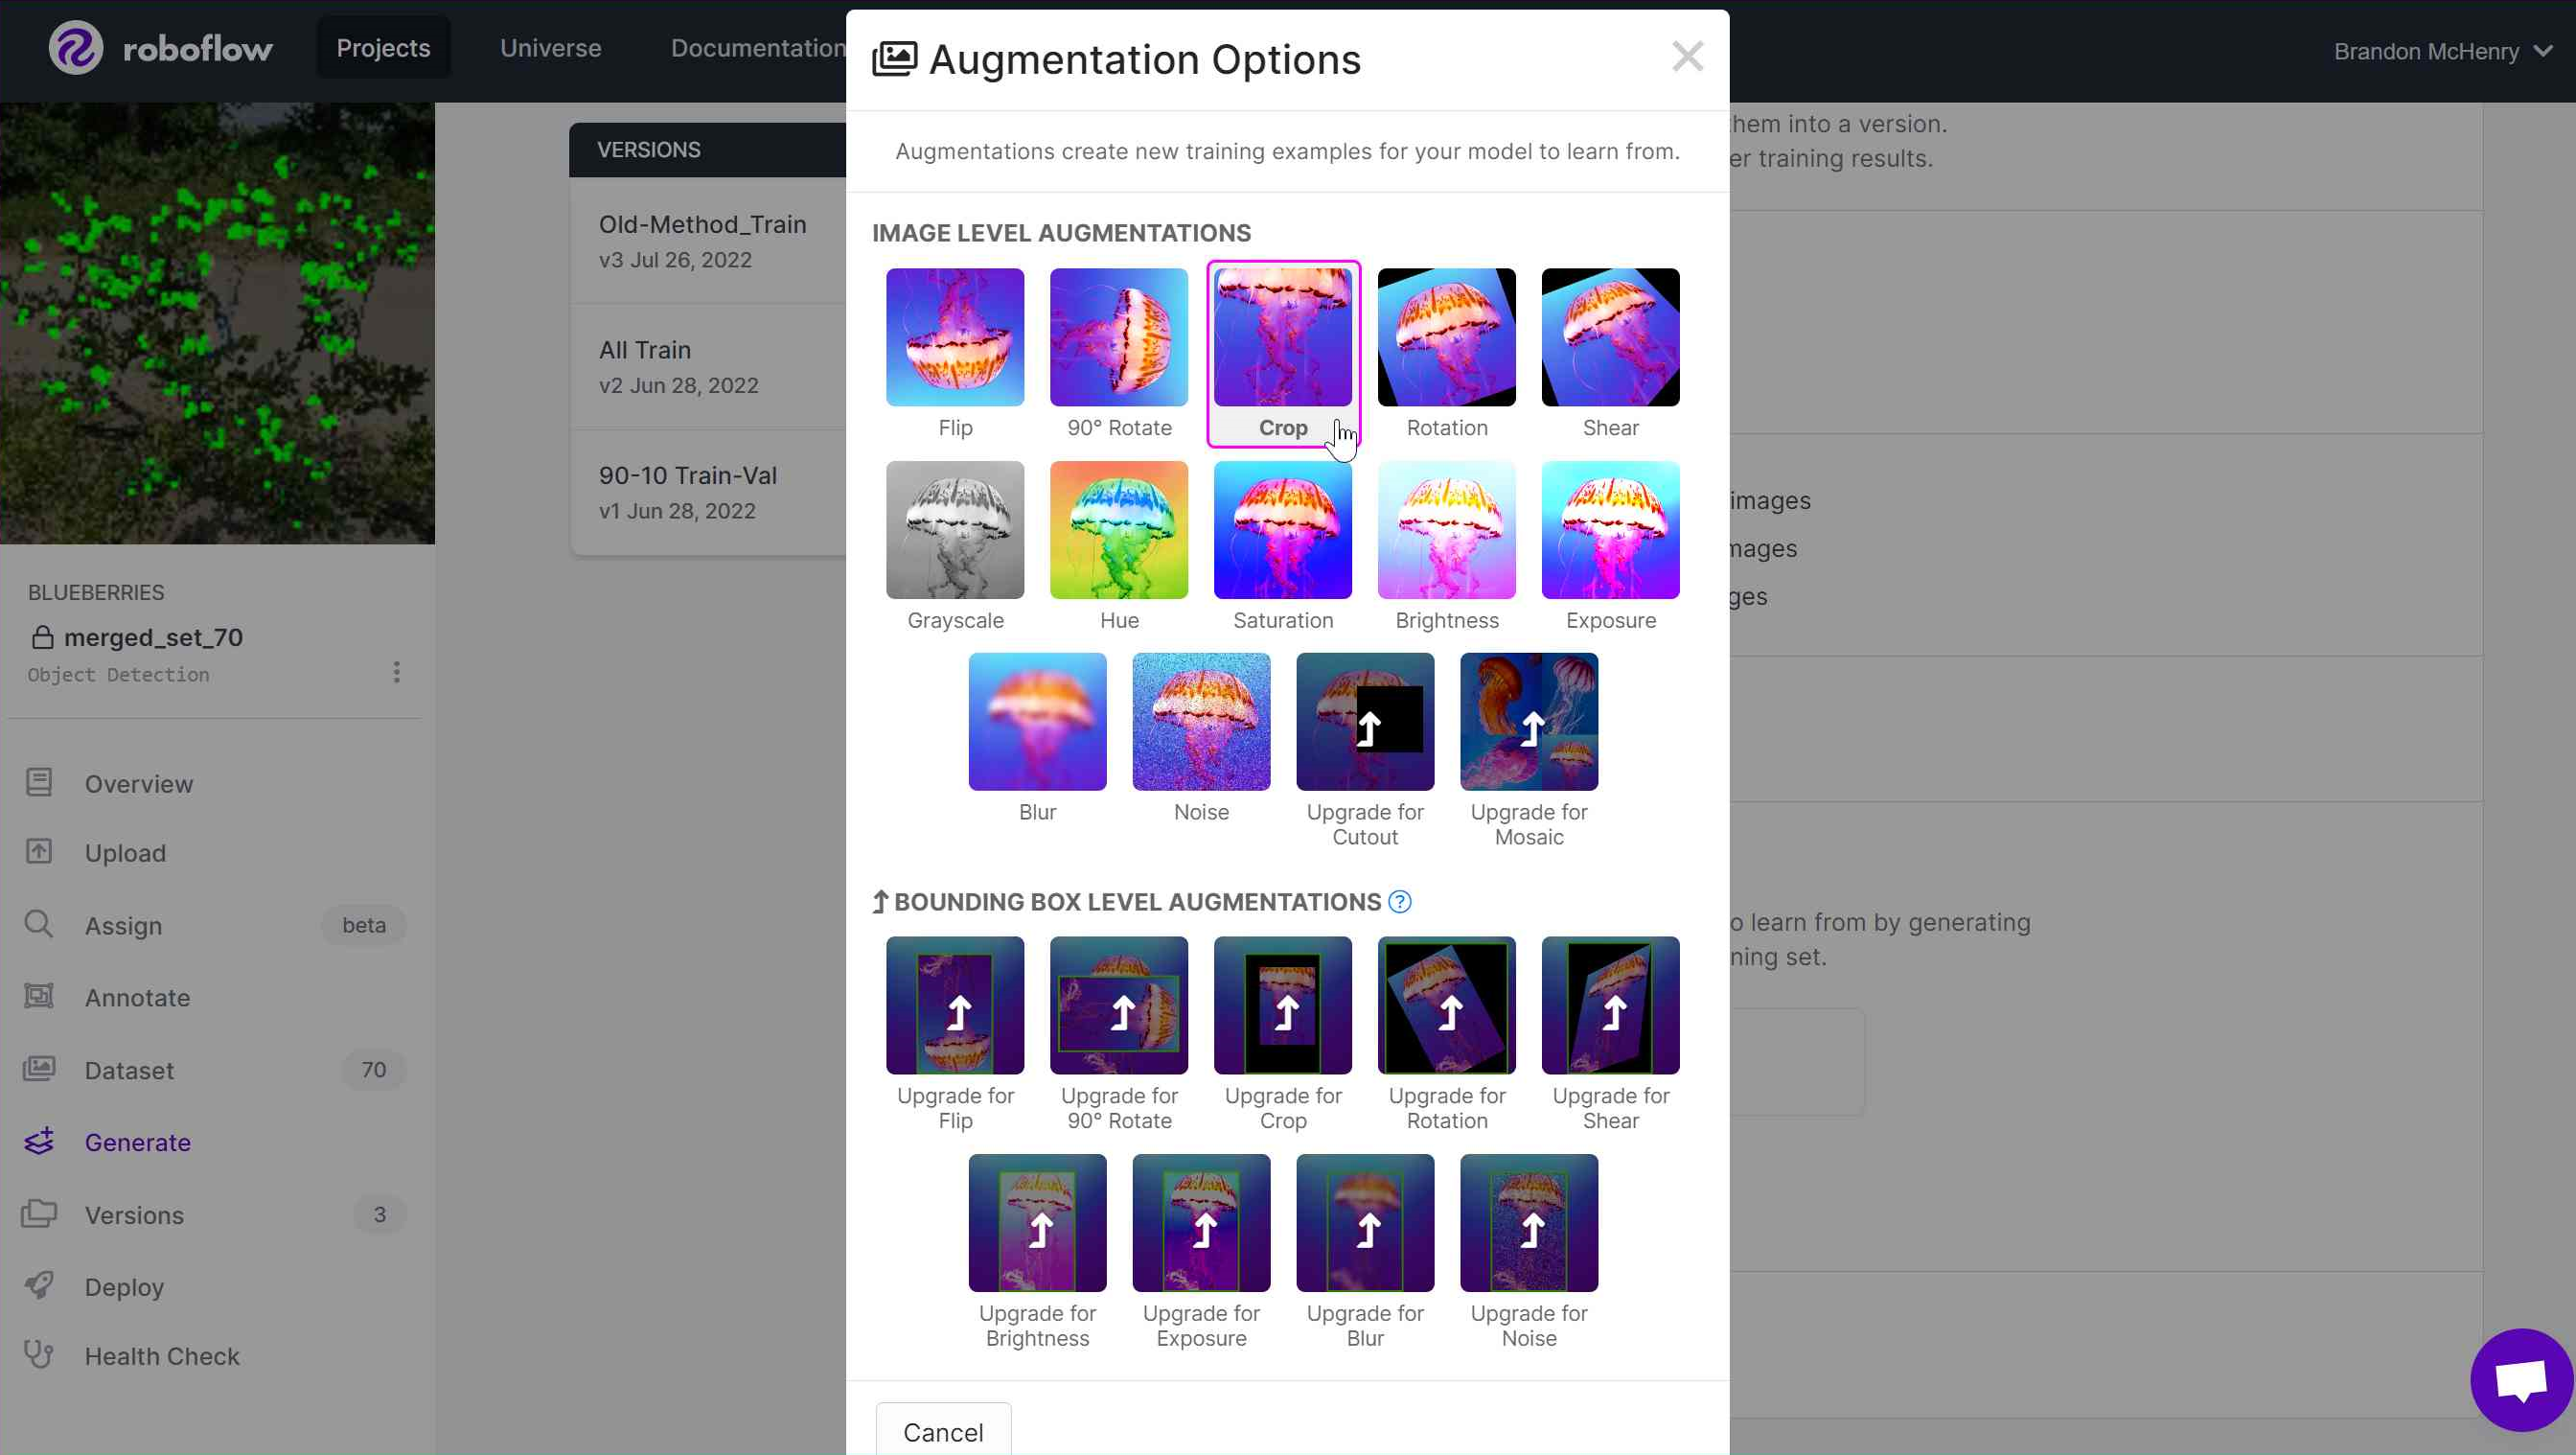 roboflow
Projects
Universe
Documentation
Brandon McHenry
Augmentation Options
Augmentations create new training examples for your model to learn from.
IMAGE LEVEL AUGMENTATIONS
Flip
90° Rotate
Crop
Rotation
Shear
Grayscale
Hue
Saturation
Brightness
Exposure
Blur
Noise
Upgrade for
Cutout
Upgrade for
Mosaic
BOUNDING BOX LEVEL AUGMENTATIONS ?
Upgrade for
Flip
Upgrade for
90° Rotate
Upgrade for
Crop
Upgrade for
Rotation
Upgrade for
Shear
Upgrade for
Brightness
Upgrade for
Exposure
Upgrade for
Blur
Upgrade for
Noise
Cancel
VERSIONS
Old-Method_Train
v3 Jul 26, 2022
All Train
v2 Jun 28, 2022
90-10 Train-Val
v1 Jun 28, 2022
BLUEBERRIES
merged_set_70
Object Detection
Overview
Upload
Assign beta
Annotate
Dataset 70
Generate
Versions 3
Deploy
Health Check
them into a version.
er training results.
images
mages
ges
o learn from by generating
ning set.